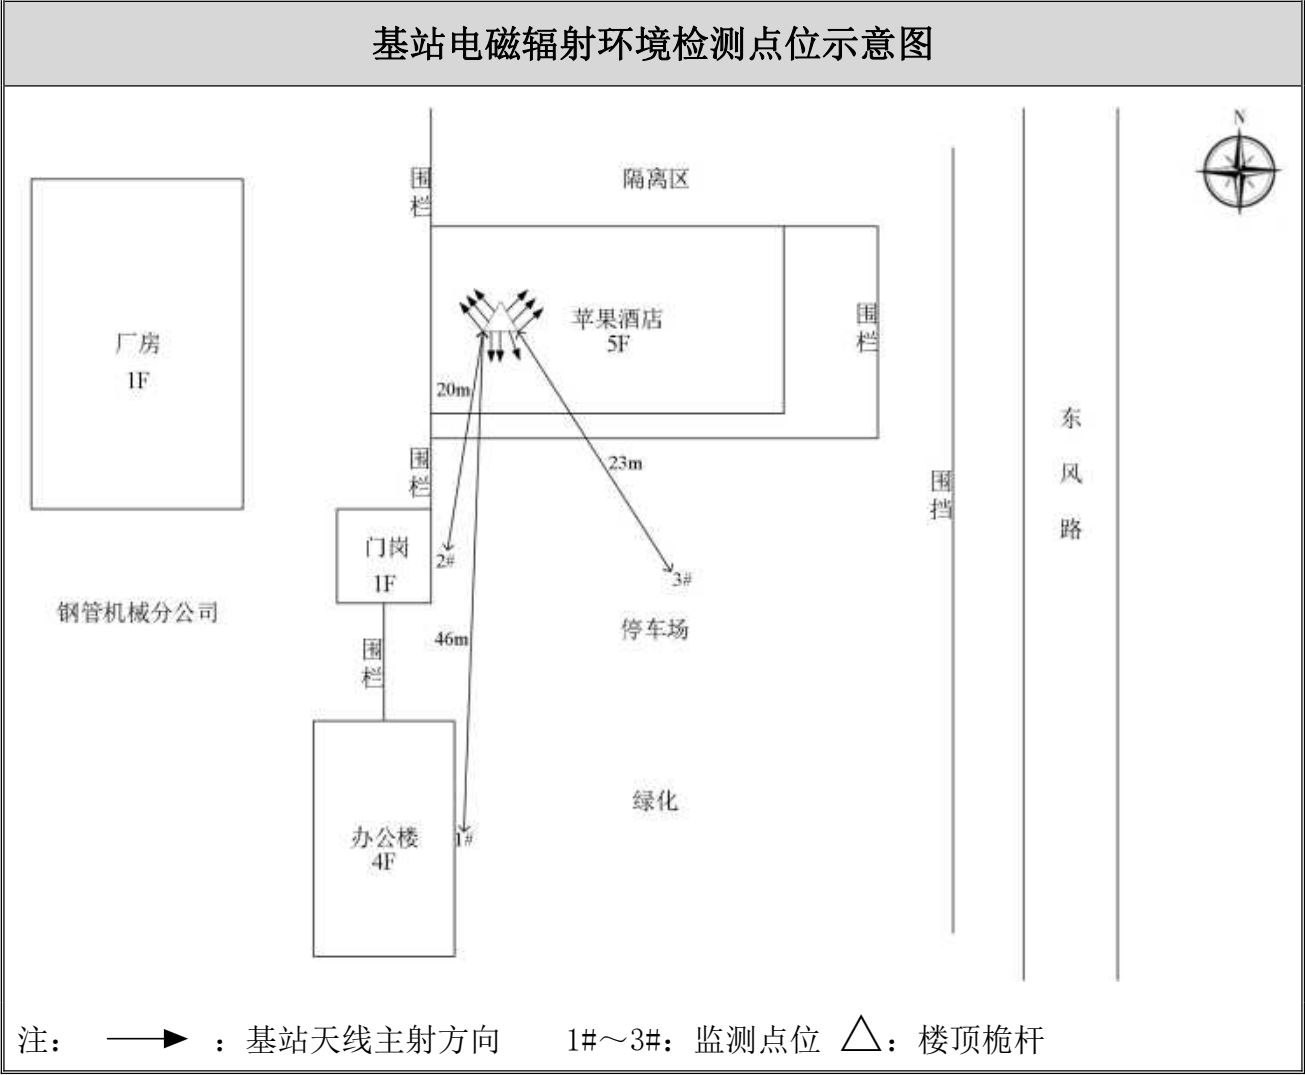 基站电磁辐射环境检测点位示意图
N
围栏
隔离区
苹果酒店
5F
围栏
厂房
1F
20m
东风路
围栏
23m
围挡
门岗
1F
2#
3#
钢管机械分公司
停车场
46m
围栏
绿化
办公楼
4F
1#
注： ：基站天线主射方向 1#～3#：监测点位 ：楼顶桅杆